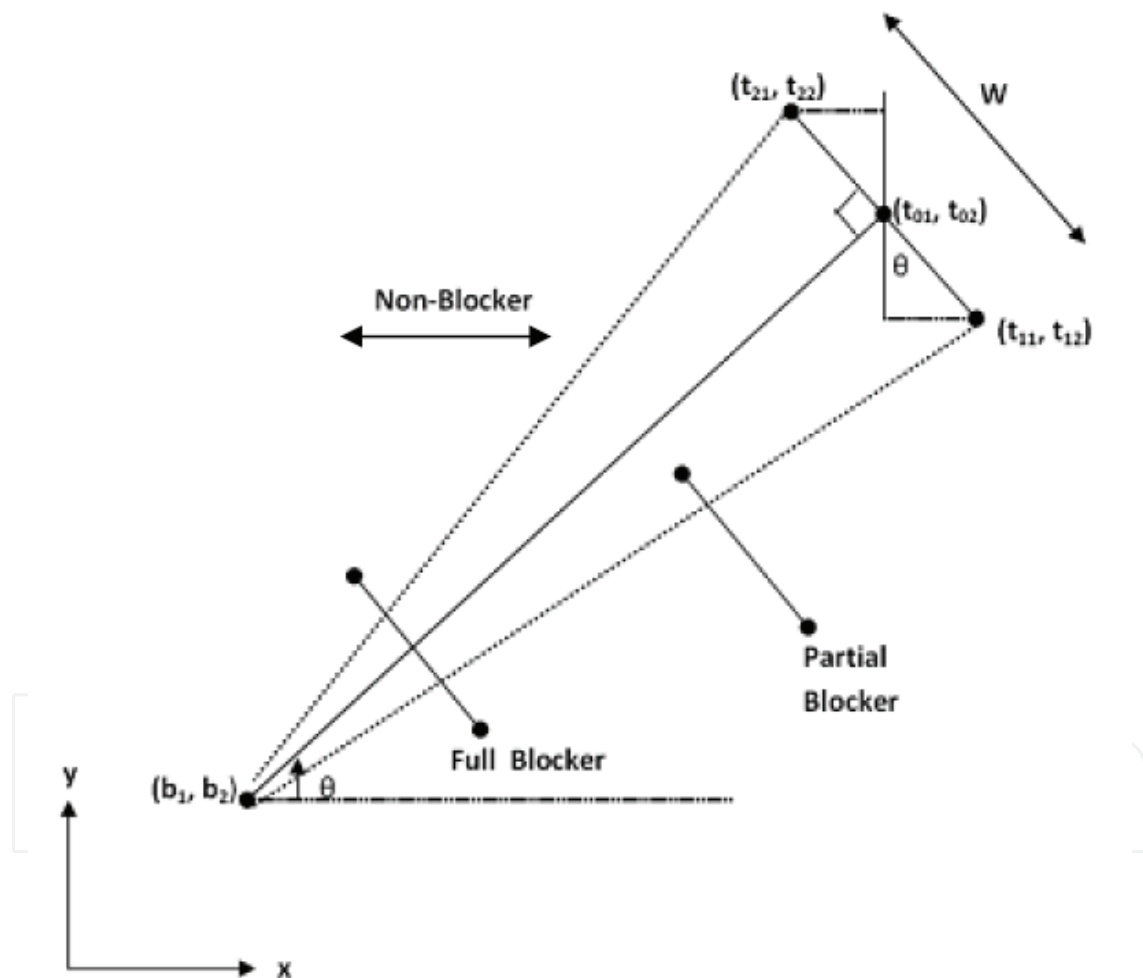 W
(t₂₁, t₂₂)
(t₀₁, t₀₂)
θ
Non-Blocker
(t₁₁, t₁₂)
Partial
Blocker
Full Blocker
y
(b₁, b₂)
θ
x